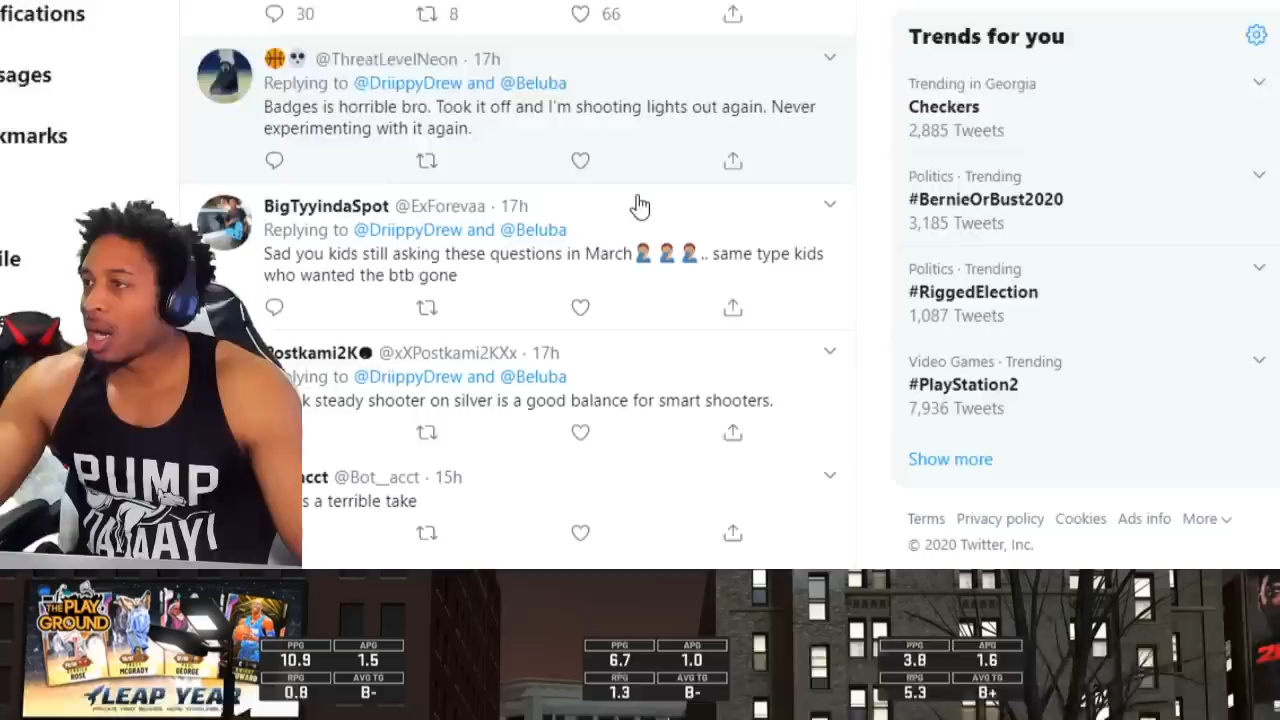 fications
30 8 66
@ThreatLevelNeon · 17h
Replying to @DriippyDrew and @Beluba
Badges is horrible bro. Took it off and I'm shooting lights out again. Never
experimenting with it again.
ssages
kmarks
ile
BigTyyindaSpot @ExForevaa · 17h
Replying to @DriippyDrew and @Beluba
Sad you kids still asking these questions in March .. same type kids
who wanted the btb gone
Postkami2K @xXPostkami2KXx · 17h
plying to @DriippyDrew and @Beluba
k steady shooter on silver is a good balance for smart shooters.
acct @Bot__acct · 15h
s a terrible take
Trends for you
Trending in Georgia
Checkers
2,885 Tweets
Politics · Trending
#BernieOrBust2020
3,185 Tweets
Politics · Trending
#RiggedElection
1,087 Tweets
Video Games · Trending
#PlayStation2
7,936 Tweets
Show more
Terms Privacy policy Cookies Ads info More
© 2020 Twitter, Inc.
PUMP
THE PLAY
GROUND
ROSE
MCGRADY
GEORGE
LEAP YEAR
PPG APG
10.9 1.5
RPG AVG TG
0.8 B-
PPG APG
6.7 1.0
RPG AVG TG
1.3 B-
PPG APG
3.8 1.6
RPG AVG TG
5.3 B+